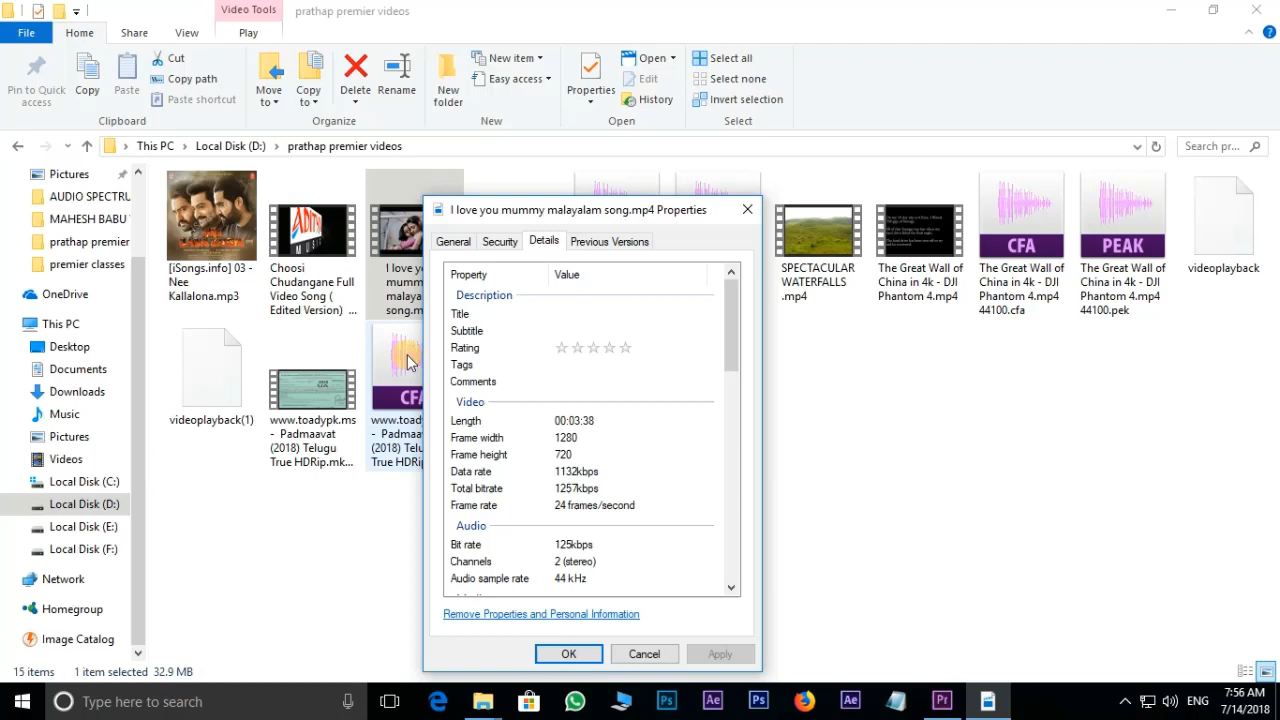 Video Tools
prathap premier videos
File
Home
Share
View
Play
Pin to Quick
access
Copy
Paste
Cut
Copy path
Paste shortcut
Clipboard
Move
to
Copy
to
Delete
Rename
Organize
New
folder
New item
Easy access
New
Properties
Open
Edit
History
Open
Select all
Select none
Invert selection
Select
This PC
Local Disk (D:)
prathap premier videos
Search pr...
Pictures
AUDIO SPECTRU
MAHESH BABU
prathap premier
premier classes
OneDrive
This PC
Desktop
Documents
Downloads
Music
Pictures
Videos
Local Disk (C:)
Local Disk (D:)
Local Disk (E:)
Local Disk (F:)
Network
Homegroup
Image Catalog
[iSongs.info] 03 -
Nee
Kallalona.mp3
ADITYA
MUSIC
Choosi
Chudangane Full
Video Song (
Edited Version) ...
I love yo
mumm
malaya
song.m
SPECTACULAR
WATERFALLS
.mp4
The Great Wall of
China in 4k - DJI
Phantom 4.mp4
CFA
The Great Wall of
China in 4k - DJI
Phantom 4.mp4
44100.cfa
PEAK
The Great Wall of
China in 4k - DJI
Phantom 4.mp4
44100.pek
videoplayback
videoplayback(1)
www.toadypk.ms
- Padmaavat
(2018) Telugu
True HDRip.mk...
CFA
www.toady
- Padmaa
(2018) Telu
True HDRip
I love you mummy malayalam song.mp4 Properties
General
Security
Details
Previous Versions
Property
Value
Description
Title
Subtitle
Rating
Tags
Comments
Video
Length 00:03:38
Frame width 1280
Frame height 720
Data rate 1132kbps
Total bitrate 1257kbps
Frame rate 24 frames/second
Audio
Bit rate 125kbps
Channels 2 (stereo)
Audio sample rate 44 kHz
Remove Properties and Personal Information
OK
Cancel
Apply
15 items
1 item selected 32.9 MB
Type here to search
Ps
Ae
Ps
Ae
Pr
ENG
7:56 AM
7/14/2018